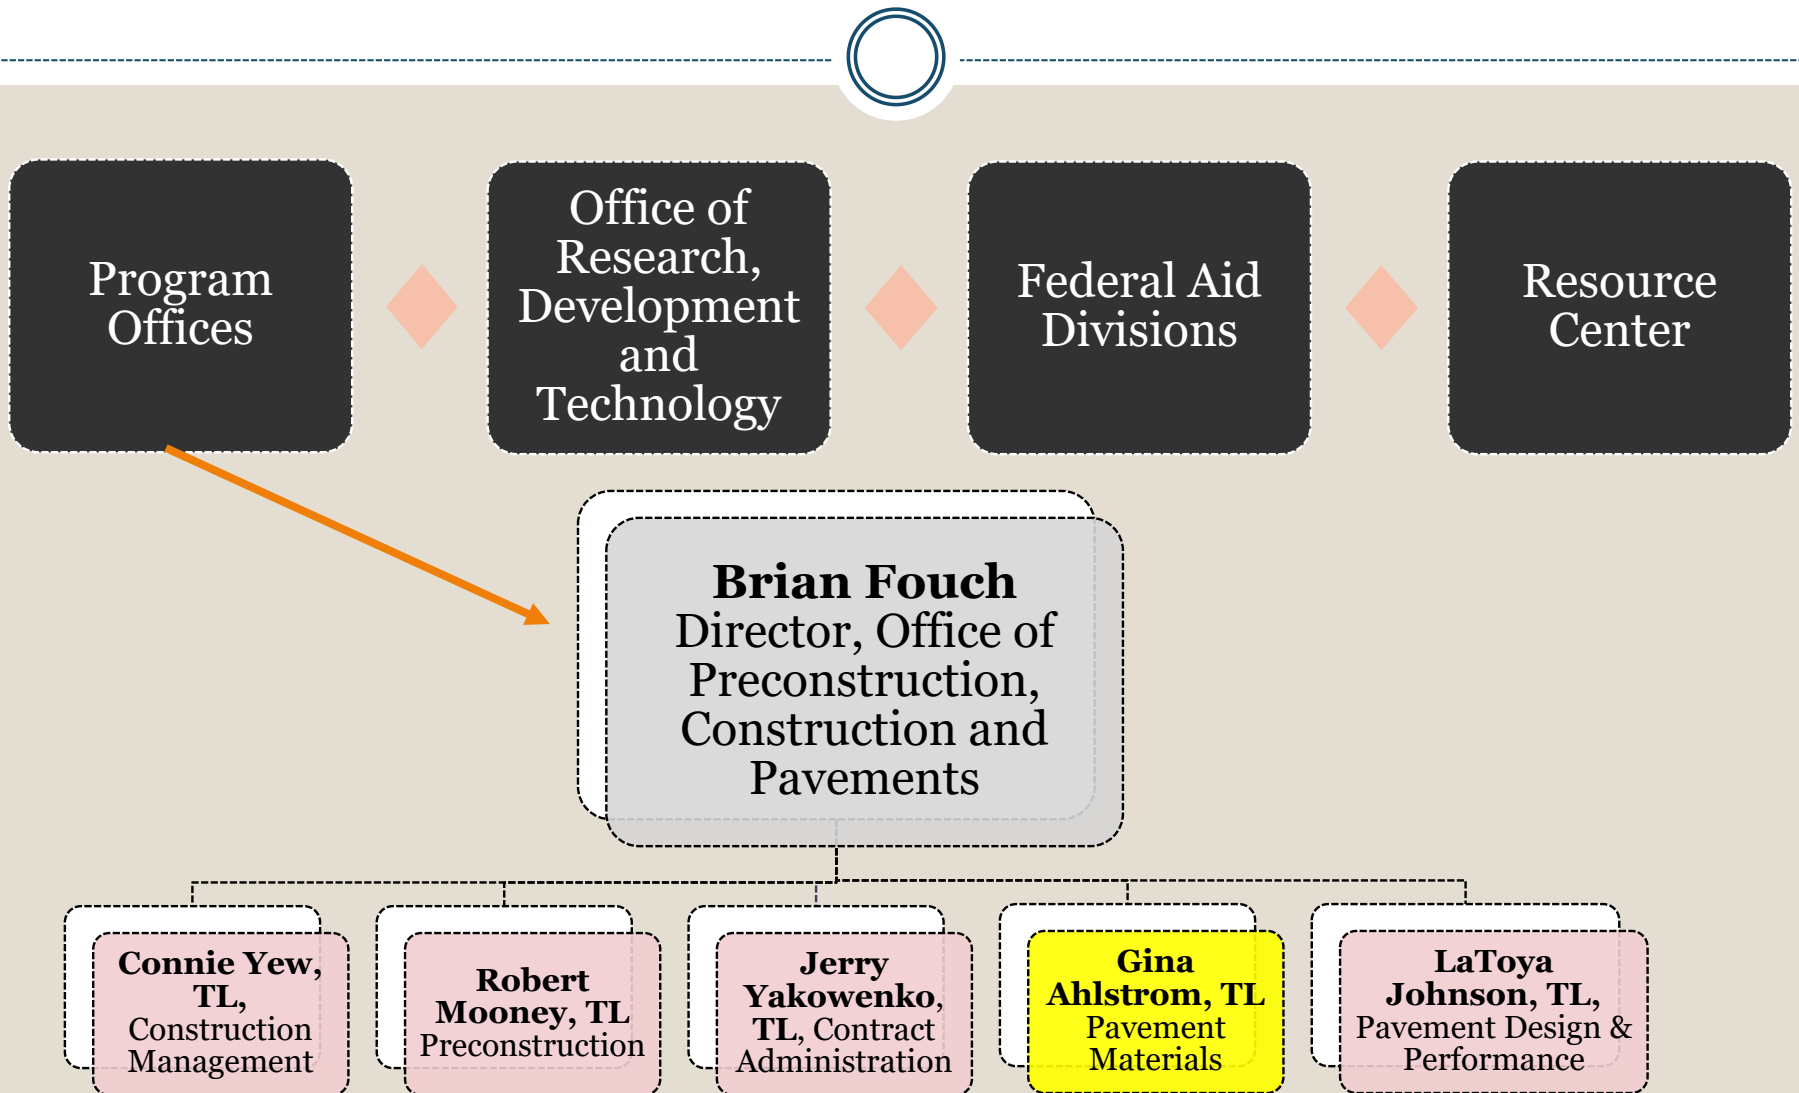 Program
Offices
Office of
Research,
Development
and
Technology
Federal Aid
Divisions
Resource
Center
Brian Fouch
Director, Office of
Preconstruction,
Construction and
Pavements
Connie Yew,
TL,
Construction
Management
Robert
Mooney, TL
Preconstruction
Jerry
Yakowenko,
TL, Contract
Administration
Gina
Ahlstrom, TL
Pavement
Materials
LaToya
Johnson, TL,
Pavement Design &
Performance